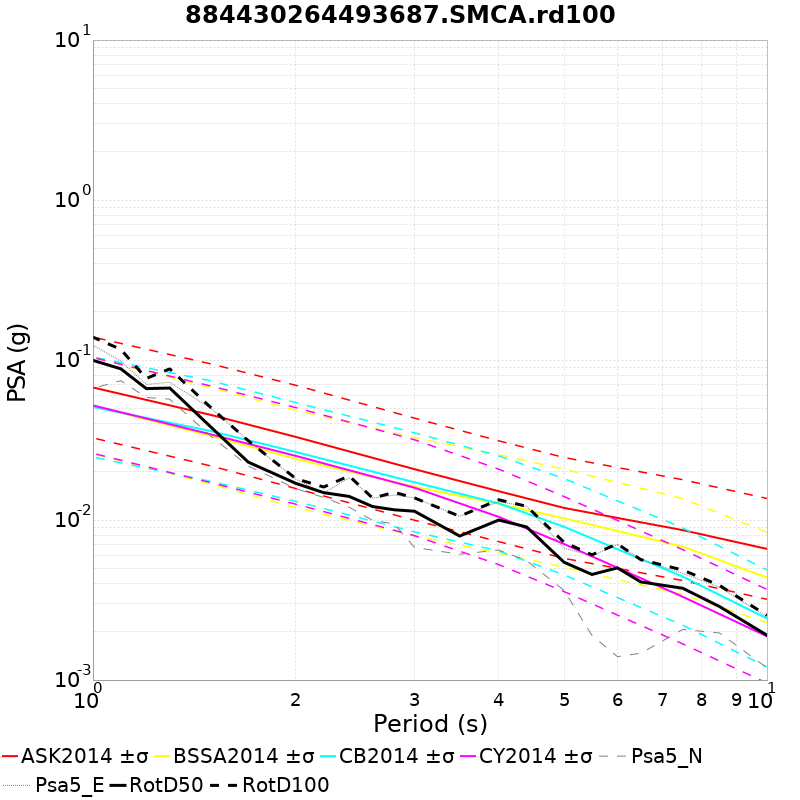 884430264493687.SMCA.rd100
10^1
10^0
10^-1
10^-2
10^-3
PSA (g)
10^0 2 3 4 5 6 7 8 9 10^1
Period (s)
ASK2014 ±σ BSSA2014 ±σ CB2014 ±σ CY2014 ±σ Psa5_N
Psa5_E RotD50 RotD100